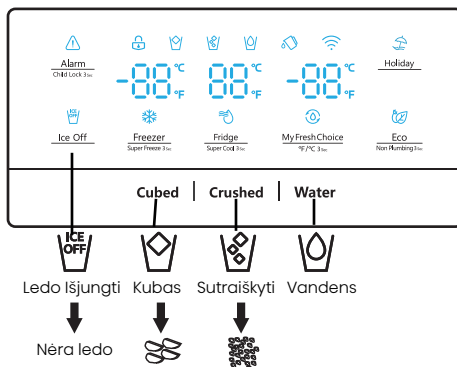 Alarm
Child Lock 3Sec
-88°C °F
88°C °F
-88°C °F
Holiday
ICE OFF
Ice Off
Freezer
Super Freeze 3Sec
Fridge
Super Cool 3Sec
My Fresh Choice
°F/°C 3Sec
Eco
Non Plumbing 3Sec
Cubed | Crushed | Water
ICE
OFF
Ledo Išjungti Kubas Sutraiškyti Vandens
Nėra ledo